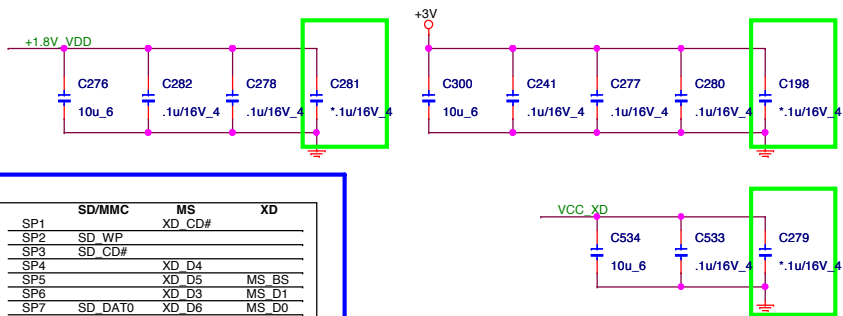 +3V
+1.8V_VDD
C276 C282 C278 C281 C300 C241 C277 C280 C198
10u_6 .1u/16V_4 .1u/16V_4 *.1u/16V_4 10u_6 .1u/16V_4 .1u/16V_4 .1u/16V_4 *.1u/16V_4
SD/MMC MS XD
SP1 XD_CD#
SP2 SD_WP
SP3 SD_CD#
SP4 XD_D4
SP5 XD_D5 MS_BS
SP6 XD_D3 MS_D1
SP7 SD_DAT0 XD_D6 MS_D0
VCC_XD
C534 C533 C279
10u_6 .1u/16V_4 *.1u/16V_4